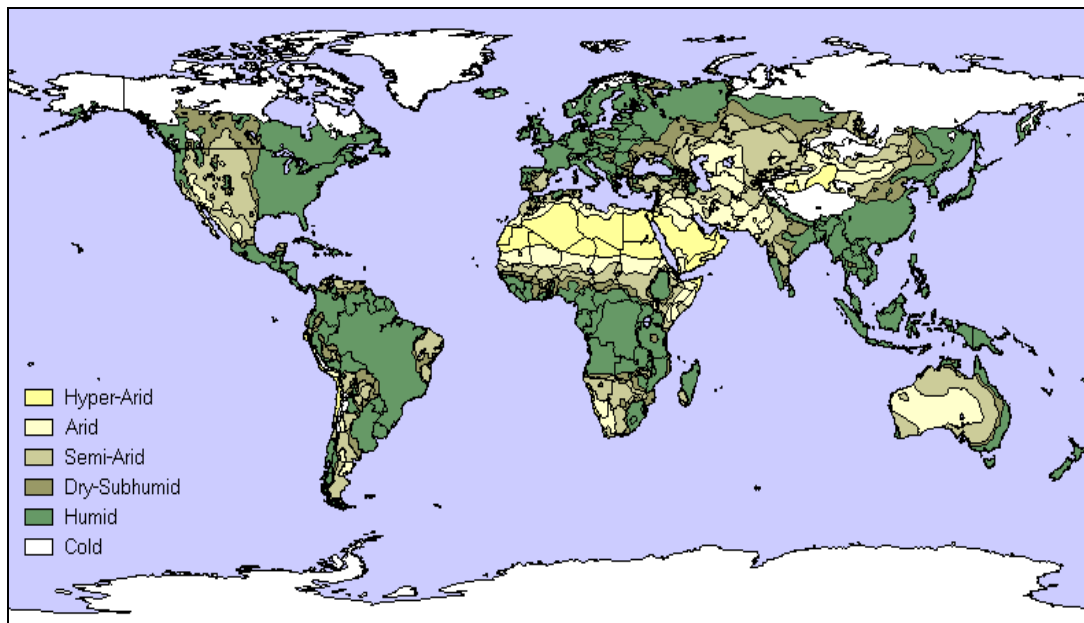 Hyper-Arid
Arid
Semi-Arid
Dry-Subhumid
Humid
Cold